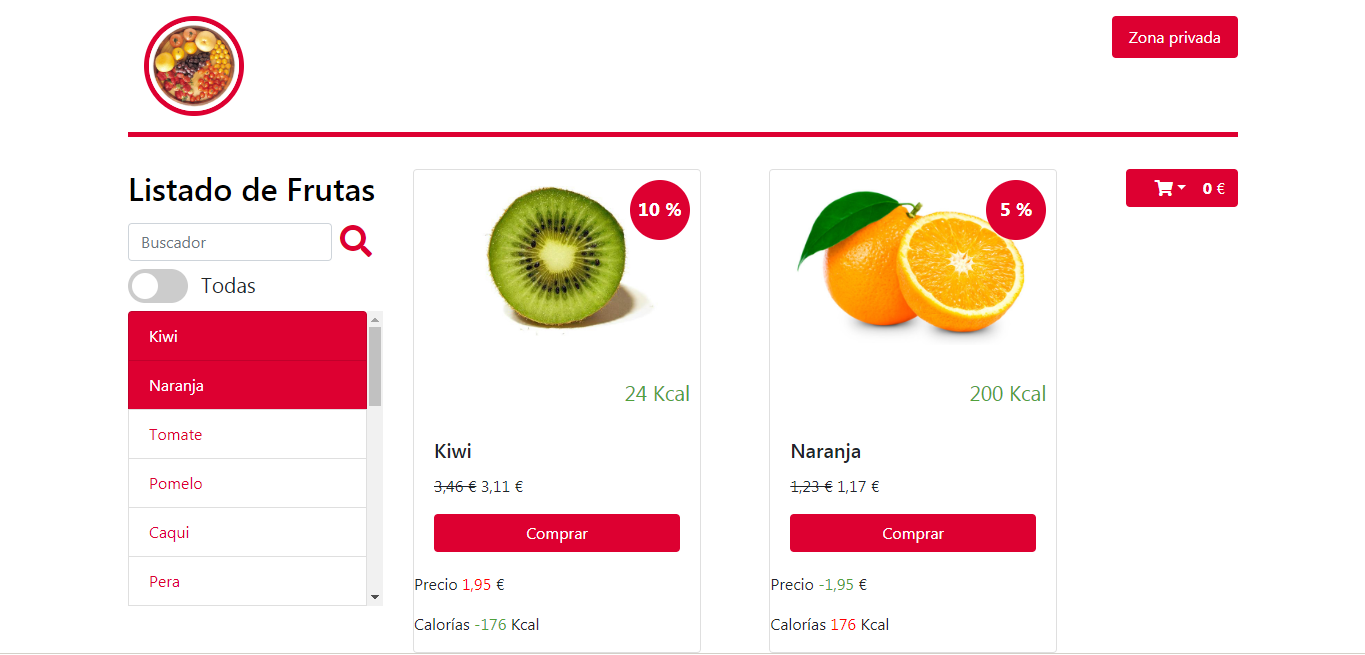 Zona privada
Listado de Frutas
Buscador
Todas
Kiwi
Naranja
Tomate
Pomelo
Caqui
Pera
10 %
24 Kcal
Kiwi
3,46 € 3,11 €
Comprar
Precio 1,95 €
Calorías -176 Kcal
5 %
200 Kcal
Naranja
1,23 € 1,17 €
Comprar
Precio -1,95 €
Calorías 176 Kcal
0 €